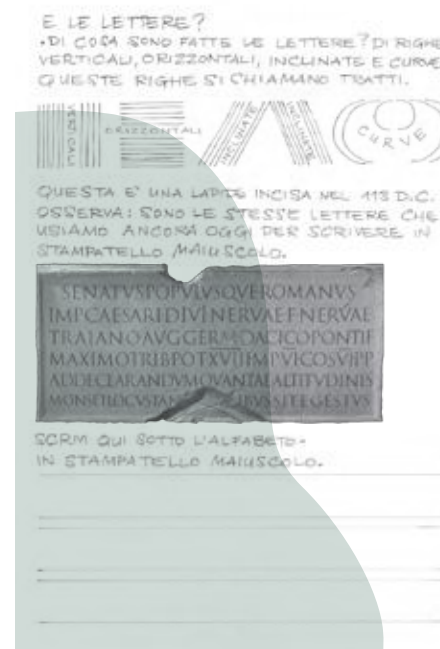 E LE LETTERE?
•DI COSA SONO FATTE LE LETTERE? DI RIGHE
VERTICALI, ORIZZONTALI, INCLINATE E CURVE
QUESTE RIGHE SI CHIAMANO TRATTI.
VERTICALI ORIZZONTALI INCLINATE INCLINATE CURVE
QUESTA E' UNA LAPIDE INCISA NEL 113 D.C.
OSSERVA: SONO LE STESSE LETTERE CHE
USIAMO ANCORA OGGI PER SCRIVERE IN
STAMPATELLO MAIUSCOLO.
SENATVSPOPVLVSQVEROMANVS
IMPCAESARIDIVINERVAEFNERVAE
TRAIANOAVGGERMDACICOPONTIF
MAXIMOTRIBPOTXVIIIMPVICOSVIPP
ADDECLARANDVMQVANTAEALTITVDINIS
MONSETLOCVSTAN IBVSSITEGESTVS
SCRIVI QUI SOTTO L'ALFABETO
IN STAMPATELLO MAIUSCOLO.